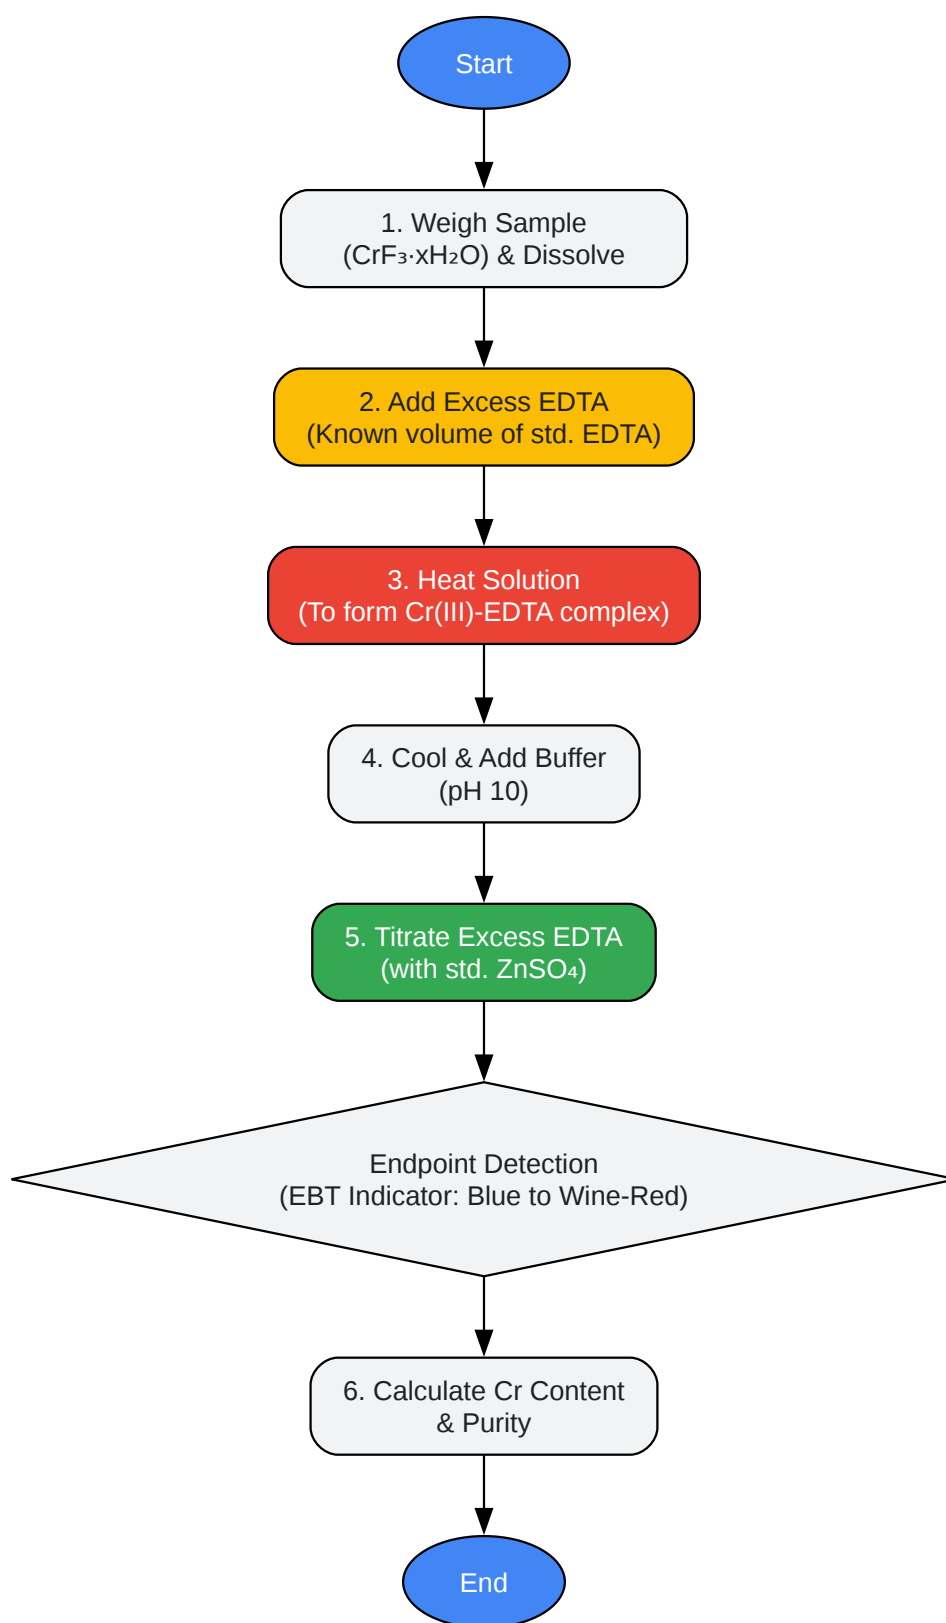 Start
1. Weigh Sample
(CrF₃·xH₂O) & Dissolve
2. Add Excess EDTA
(Known volume of std. EDTA)
3. Heat Solution
(To form Cr(III)-EDTA complex)
4. Cool & Add Buffer
(pH 10)
5. Titrate Excess EDTA
(with std. ZnSO₄)
Endpoint Detection
(EBT Indicator: Blue to Wine-Red)
6. Calculate Cr Content
& Purity
End